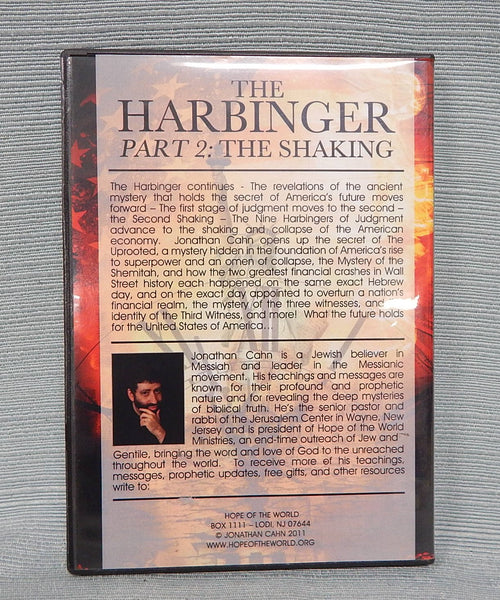 THE
HARBINGER
PART 2: THE SHAKING
The Harbinger continues - The revelations of the ancient
mystery that holds the secret of America's future moves
forward – The first stage of judgment moves to the second –
the Second Shaking – The Nine Harbingers of Judgment
advance to the shaking and collapse of the American
economy. Jonathan Cahn opens up the secret of The
Uprooted, a mystery hidden in the foundation of America's rise
to superpower and an omen of collapse, the Mystery of the
Shemitah, and how the two greatest financial crashes in Wall
Street history each happened on the same exact Hebrew
day, and on the exact day appointed to overturn a nation's
financial realm, the mystery of the three witnesses, and the
identity of the Third Witness, and more! What the future holds
for the United States of America...
Jonathan Cahn is a Jewish believer in
Messiah and leader in the Messianic
movement. His teachings and messages are
known for their profound and prophetic
nature and for revealing the deep mysteries
of biblical truth. He's the senior pastor and
rabbi of the Jerusalem Center in Wayne, New
Jersey and is president of Hope of the World
Ministries, an end-time outreach of Jew and
Gentile, bringing the word and love of God to the unreached
throughout the world. To receive more of his teachings,
messages, prophetic updates, free gifts, and other resources
write to:
HOPE OF THE WORLD
BOX 1111 – LODI, NJ 07644
© JONATHAN CAHN 2011
WWW.HOPEOFTHEWORLD.ORG